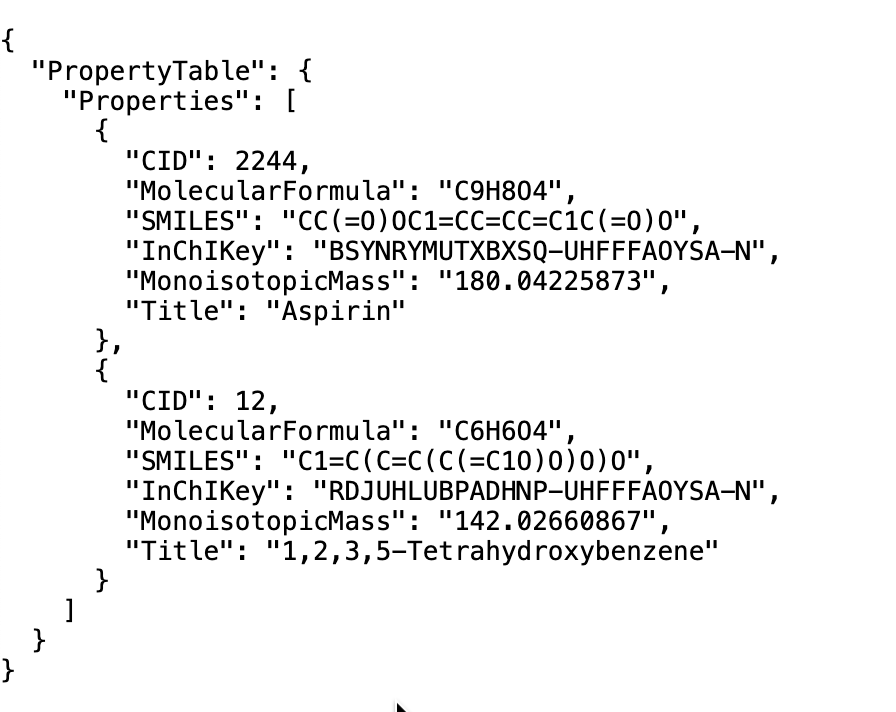 {
  "PropertyTable": {
    "Properties": [
      {
        "CID": 2244,
        "MolecularFormula": "C9H8O4",
        "SMILES": "CC(=O)OC1=CC=CC=C1C(=O)O",
        "InChIKey": "BSYNRYMUTXBXSQ-UHFFFAOYSA-N",
        "MonoisotopicMass": "180.04225873",
        "Title": "Aspirin"
      },
      {
        "CID": 12,
        "MolecularFormula": "C6H6O4",
        "SMILES": "C1=C(C=C(C(=C1O)O)O)O",
        "InChIKey": "RDJUHLUBPADHNP-UHFFFAOYSA-N",
        "MonoisotopicMass": "142.02660867",
        "Title": "1,2,3,5-Tetrahydroxybenzene"
      }
    ]
  }
}